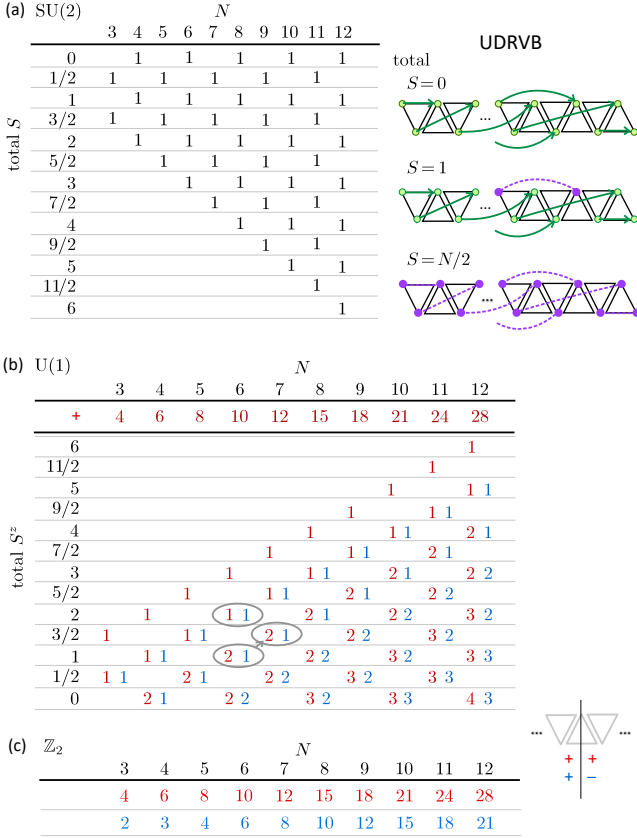 (a) SU(2) N
3 4 5 6 7 8 9 10 11 12
total S
0 1 1 1 1 1
1/2 1 1 1 1 1
1 1 1 1 1 1
3/2 1 1 1 1 1
2 1 1 1 1 1
5/2 1 1 1 1
3 1 1 1 1
7/2 1 1 1
4 1 1 1
9/2 1 1
5 1 1
11/2 1
6 1
UDRVB
total
S=0
...
S=1
...
S=N/2
...
(b) U(1) N
3 4 5 6 7 8 9 10 11 12
+ 4 6 8 10 12 15 18 21 24 28
total S^z
6 1
11/2 1
5 1 1 1
9/2 1 1 1
4 1 1 1 2 1
7/2 1 1 1 2 1
3 1 1 1 2 1 2 2
5/2 1 1 1 2 1 2 2
2 1 1 1 2 1 2 2 3 2
3/2 1 1 1 2 1 2 2 3 2
1 1 1 2 1 2 2 3 2 3 3
1/2 1 1 2 1 2 2 3 2 3 3
0 2 1 2 2 3 2 3 3 4 3
(c) ℤ₂ N
3 4 5 6 7 8 9 10 11 12
4 6 8 10 12 15 18 21 24 28
2 3 4 6 8 10 12 15 18 21
... ...
+ +
+ −